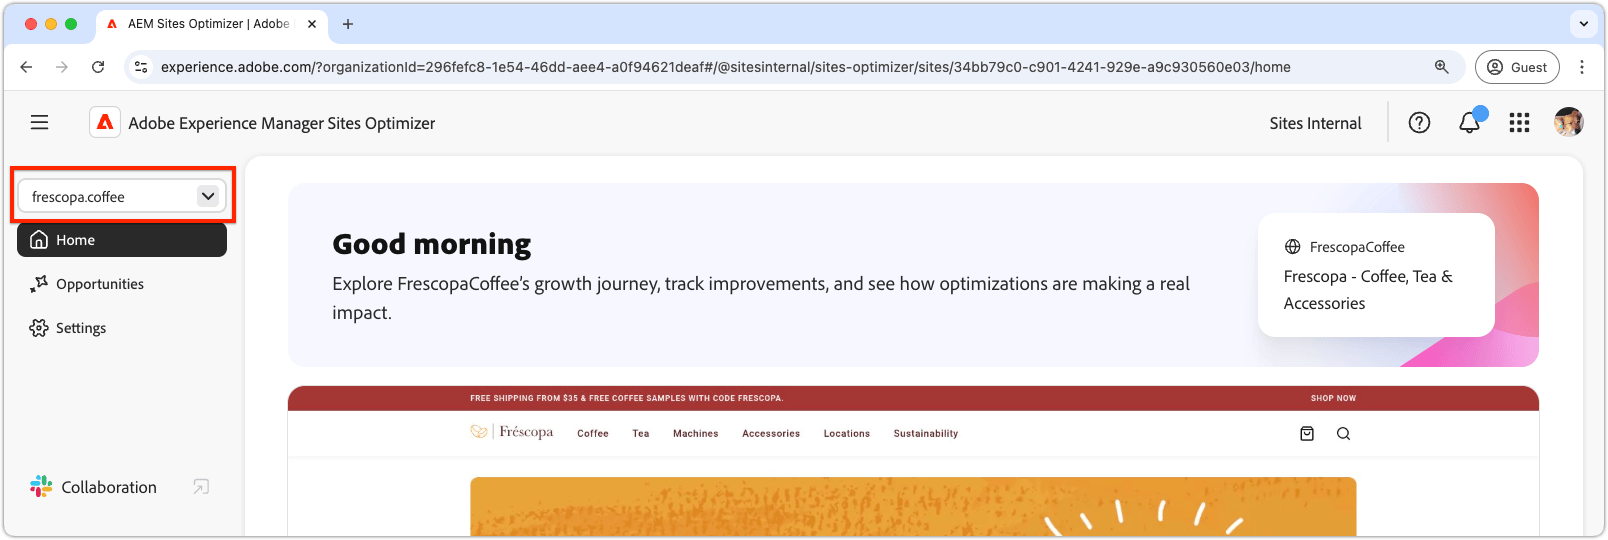 AEM Sites Optimizer | Adobe
experience.adobe.com/?organizationId=296fefc8-1e54-46dd-aee4-a0f94621deaf#/@sitesinternal/sites-optimizer/sites/34bb79c0-c901-4241-929e-a9c930560e03/home
Guest
Adobe Experience Manager Sites Optimizer
Sites Internal
frescopa.coffee
Home
Opportunities
Settings
Collaboration
Good morning
Explore FrescopaCoffee’s growth journey, track improvements, and see how optimizations are making a real
impact.
FrescopaCoffee
Frescopa - Coffee, Tea &
Accessories
FREE SHIPPING FROM $35 & FREE COFFEE SAMPLES WITH CODE FRESCOPA.
SHOP NOW
Fréscopa
Coffee
Tea
Machines
Accessories
Locations
Sustainability